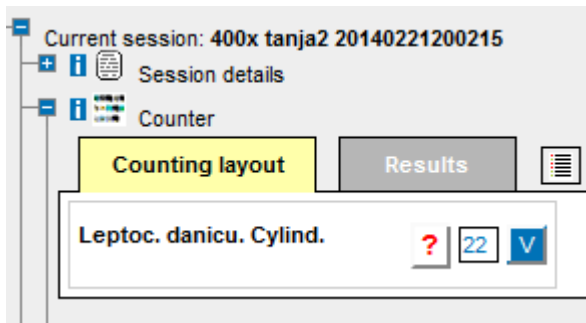 Current session: 400x tanja2 20140221200215
Session details
Counter
Counting layout Results
Leptoc. danicu. Cylind. ? 22 V